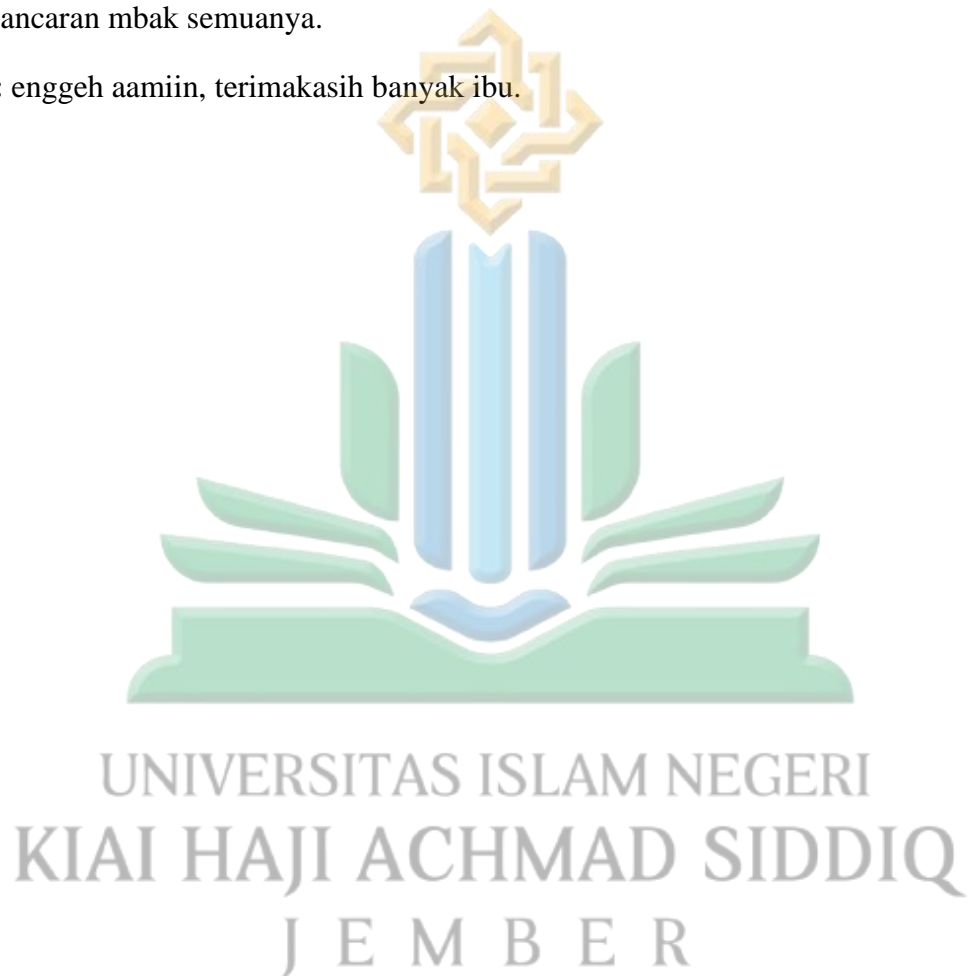 ancaran mbak semuanya.
: enggeh aamiin, terimakasih banyak ibu.
UNIVERSITAS ISLAM NEGERI
KIAI HAJI ACHMAD SIDDIQ
J E M B E R